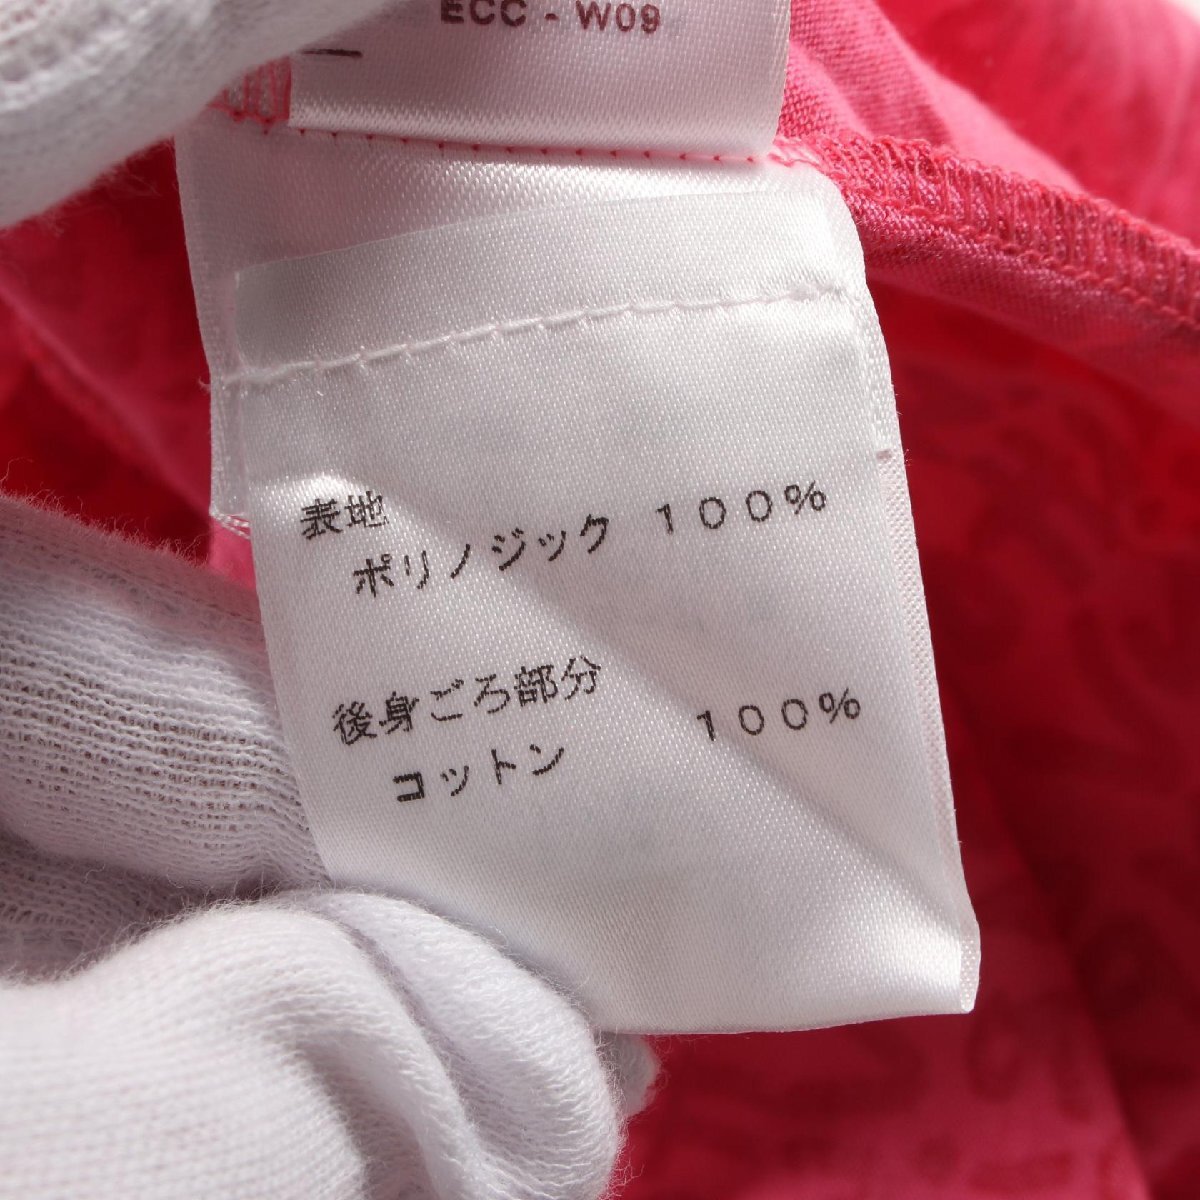 ECC - W09
表地
ポリノジック 100%
後身ごろ部分
コットン 100%